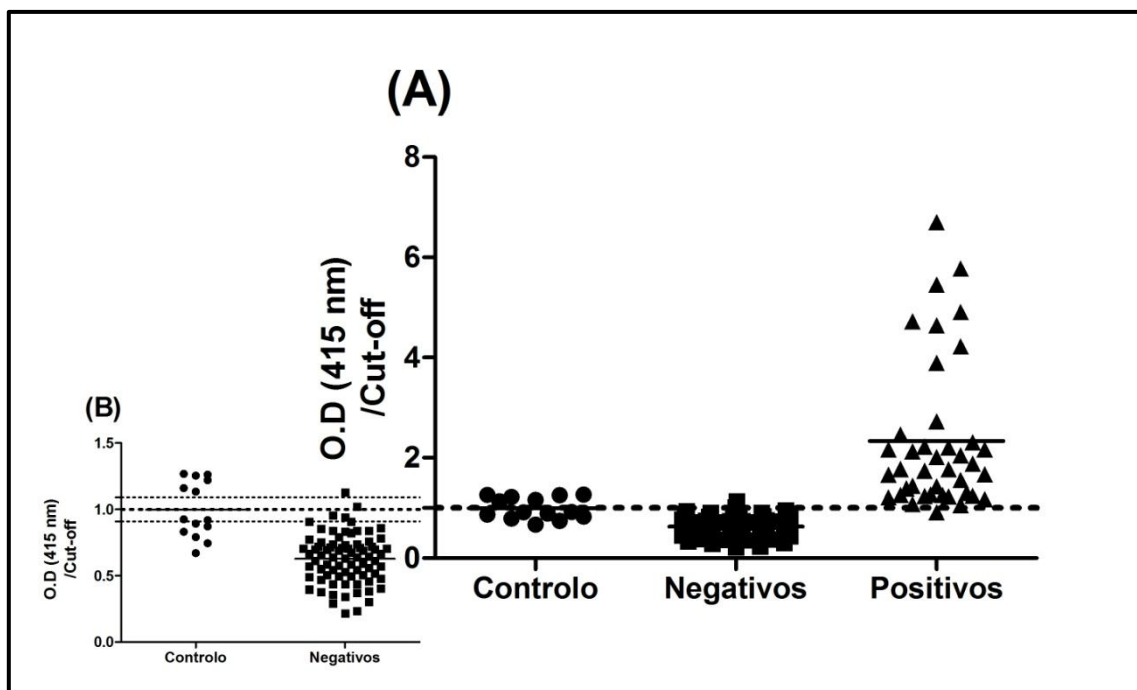 (A)
O.D (415 nm)
/Cut-off
8
6
4
2
0
Controlo
Negativos
Positivos
(B)
O.D (415 nm)
/Cut-off
1.5
1.0
0.5
0.0
Controlo
Negativos